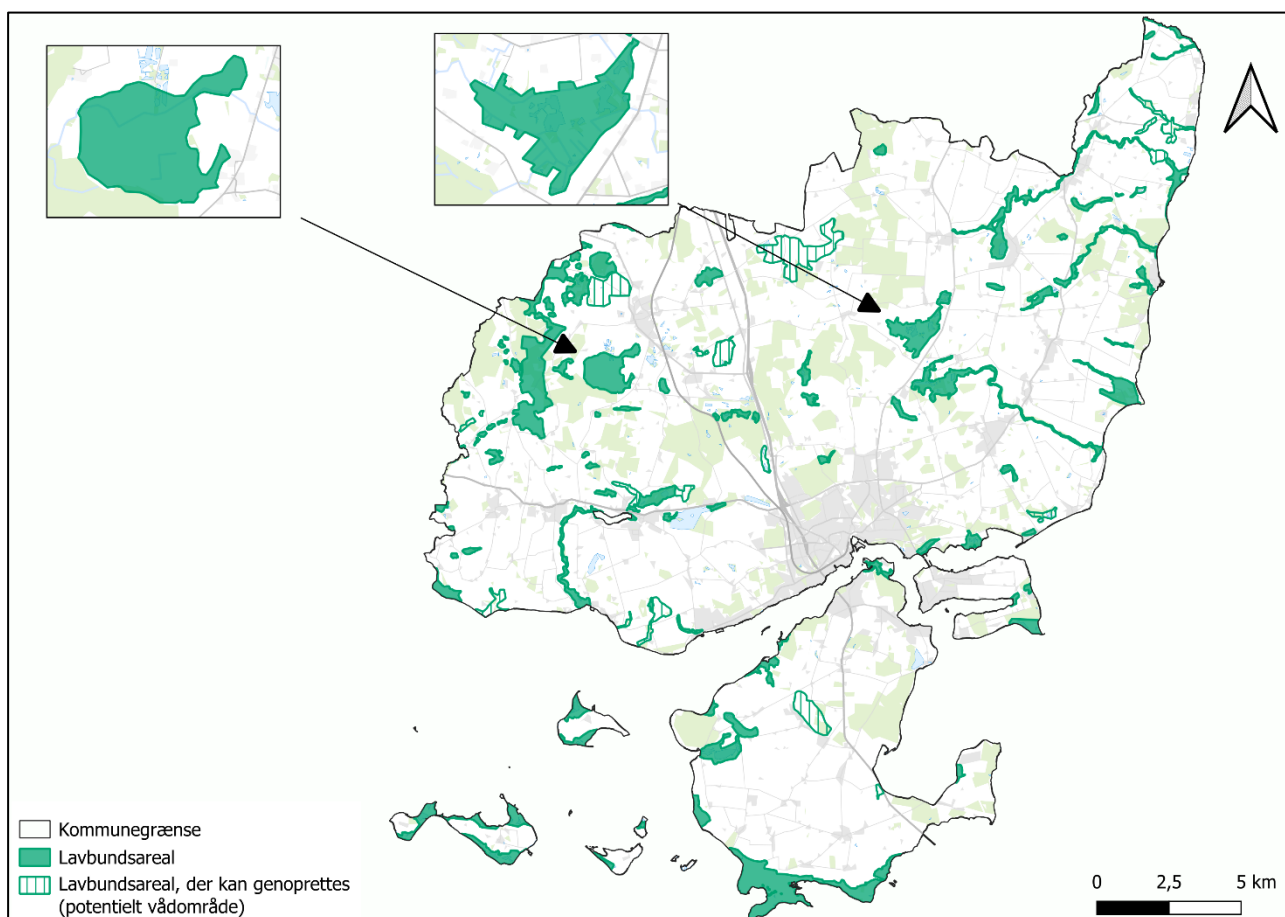 Kommunegrænse
Lavbundsareal
Lavbundsareal, der kan genoprettes
(potentielt vådområde)
0 2,5 5 km